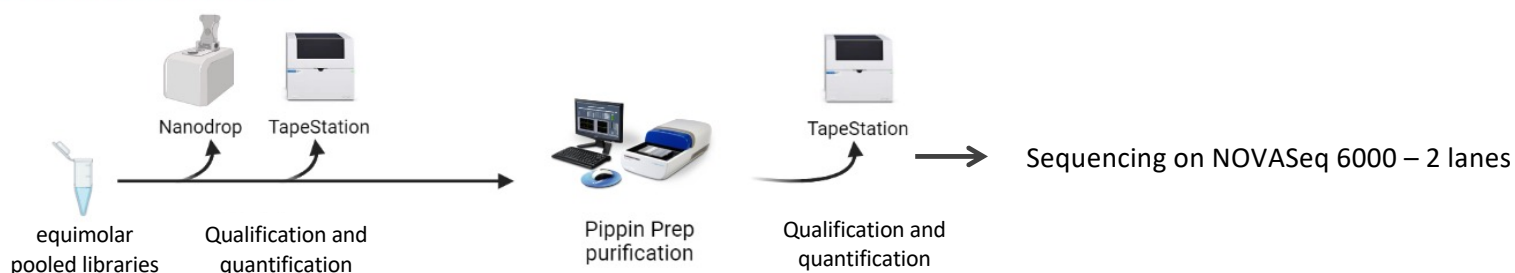 Nanodrop
TapeStation
TapeStation
Sequencing on NOVASeq 6000 – 2 lanes
equimolar
pooled libraries
Qualification and
quantification
Pippin Prep
purification
Qualification and
quantification